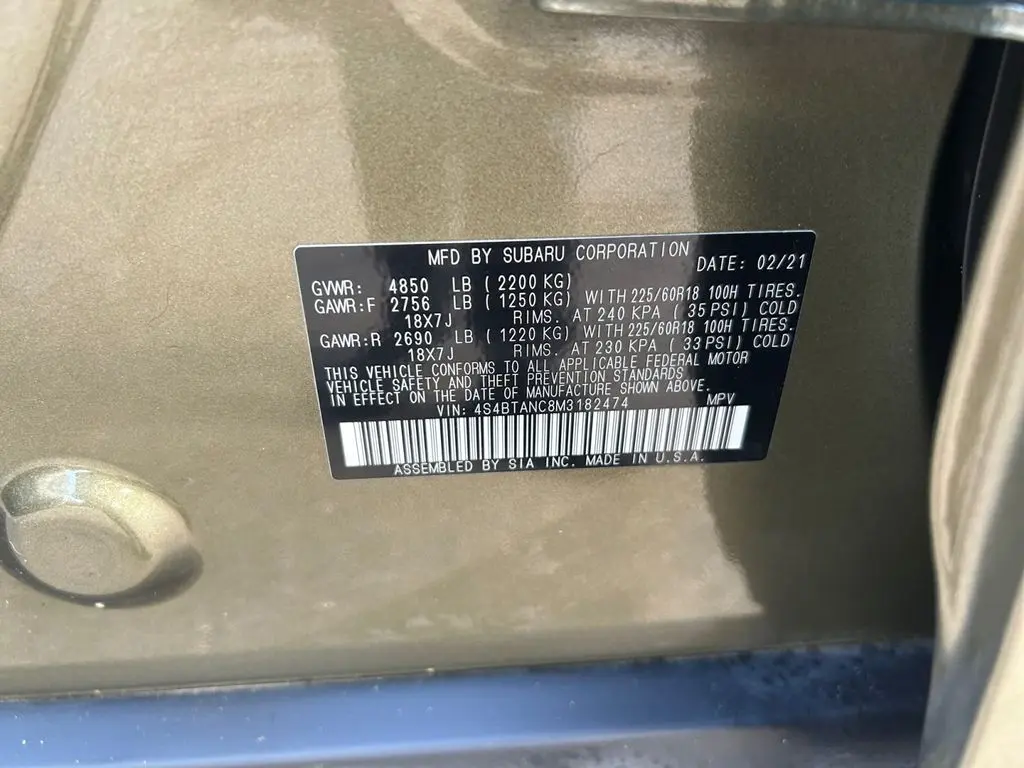 MFD BY SUBARU CORPORATION DATE: 02/21
GVWR: 4850 LB (2200 KG)
GAWR:F 2756 LB (1250 KG) WITH 225/60R18 100H TIRES.
18X7J RIMS. AT 240 KPA (35 PSI) COLD
GAWR:R 2690 LB (1220 KG) WITH 225/60R18 100H TIRES.
18X7J RIMS. AT 230 KPA (33 PSI) COLD
THIS VEHICLE CONFORMS TO ALL APPLICABLE FEDERAL MOTOR
VEHICLE SAFETY AND THEFT PREVENTION STANDARDS
IN EFFECT ON THE DATE OF MANUFACTURE SHOWN ABOVE.
VIN: 4S4BTANC8M3182474 MPV
ASSEMBLED BY SIA INC. MADE IN U.S.A.